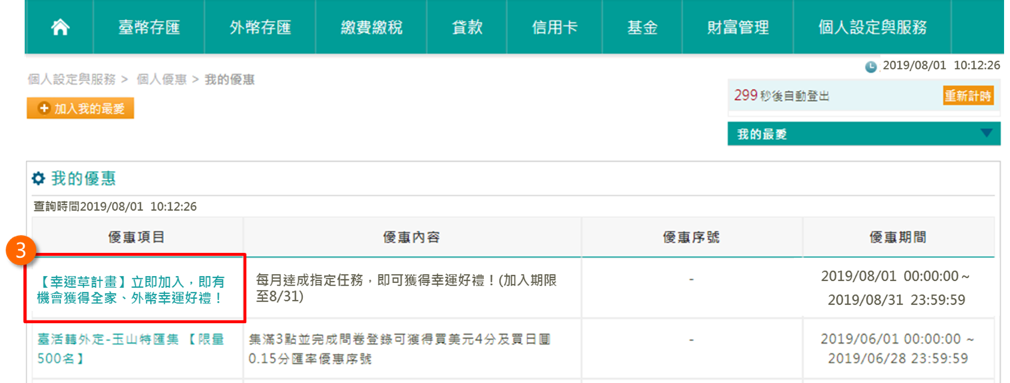 臺幣存匯 外幣存匯 繳費繳稅 貸款 信用卡 基金 財富管理 個人設定與服務
2019/08/01 10:12:26
個人設定與服務 > 個人優惠 > 我的優惠
299 秒後自動登出 重新計時
加入我的最愛
我的最愛
我的優惠
查詢時間2019/08/01 10:12:26
優惠項目 優惠內容 優惠序號 優惠期間
3
【幸運草計畫】立即加入，即有 每月達成指定任務，即可獲得幸運好禮！(加入期限 - 2019/08/01 00:00:00 ~
機會獲得全家、外幣幸運好禮！ 至8/31) 2019/08/31 23:59:59
臺活轉外定-玉山特匯集 【限量 集滿3點並完成問卷登錄可獲得買美元4分及買日圓 - 2019/06/01 00:00:00 ~
500名】 0.15分匯率優惠序號 2019/06/28 23:59:59